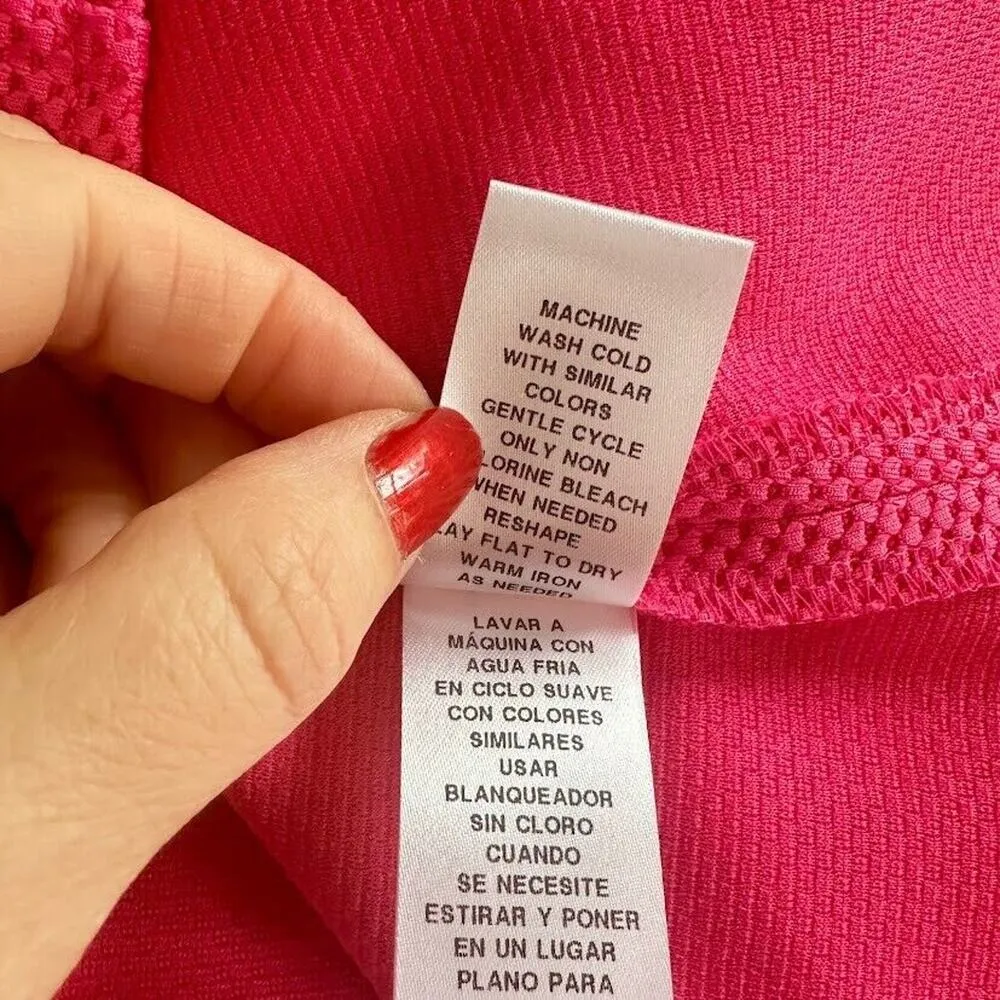 MACHINE
WASH COLD
WITH SIMILAR
COLORS
GENTLE CYCLE
ONLY NON
LORINE BLEACH
WHEN NEEDED
RESHAPE
LAY FLAT TO DRY
WARM IRON
AS NEEDED
LAVAR A
MÁQUINA CON
AGUA FRIA
EN CICLO SUAVE
CON COLORES
SIMILARES
USAR
BLANQUEADOR
SIN CLORO
CUANDO
SE NECESITE
ESTIRAR Y PONER
EN UN LUGAR
PLANO PARA